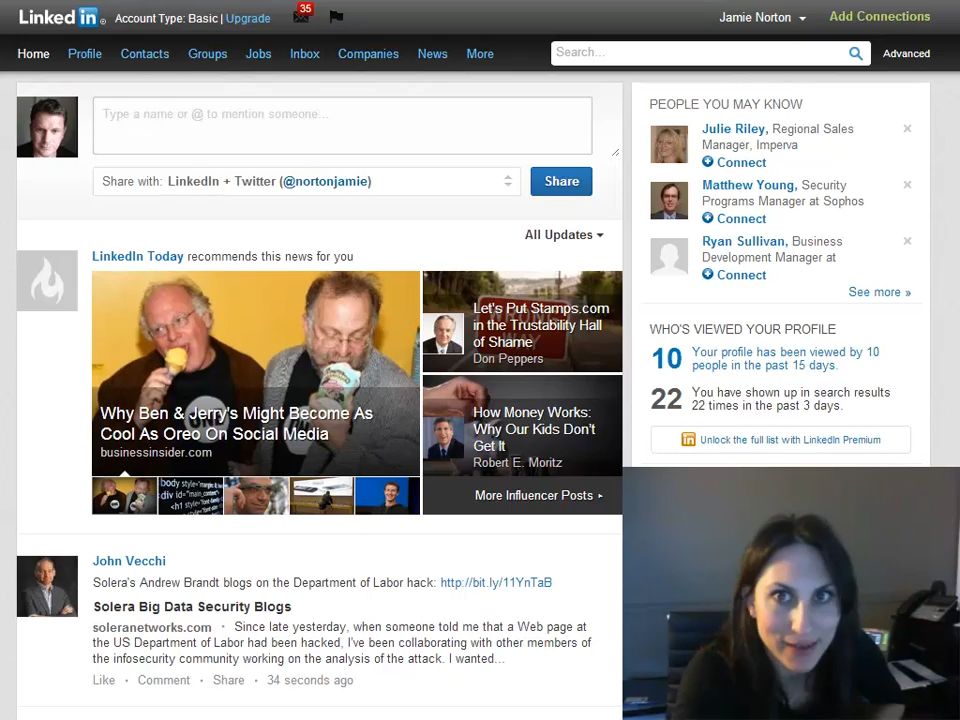 Linked in®
Account Type: Basic | Upgrade
35
Jamie Norton
Add Connections
Home Profile Contacts Groups Jobs Inbox Companies News More
Search...
Advanced
Type a name or @ to mention someone...
Share with: LinkedIn + Twitter (@nortonjamie)
Share
All Updates
LinkedIn Today recommends this news for you
Why Ben & Jerry's Might Become As
Cool As Oreo On Social Media
businessinsider.com
Let's Put Stamps.com
in the Trustability Hall
of Shame
Don Peppers
How Money Works:
Why Our Kids Don't
Get It
Robert E. Moritz
More Influencer Posts
John Vecchi
Solera's Andrew Brandt blogs on the Department of Labor hack: http://bit.ly/11YnTaB
Solera Big Data Security Blogs
soleranetworks.com · Since late yesterday, when someone told me that a Web page at
the US Department of Labor had been hacked, I've been collaborating with other members of
the infosecurity community working on the analysis of the attack. I wanted...
Like · Comment · Share · 34 seconds ago
PEOPLE YOU MAY KNOW
Julie Riley, Regional Sales
Manager, Imperva
Connect
Matthew Young, Security
Programs Manager at Sophos
Connect
Ryan Sullivan, Business
Development Manager at
Connect
See more »
WHO'S VIEWED YOUR PROFILE
10 Your profile has been viewed by 10
people in the past 15 days.
22 You have shown up in search results
22 times in the past 3 days.
in Unlock the full list with LinkedIn Premium